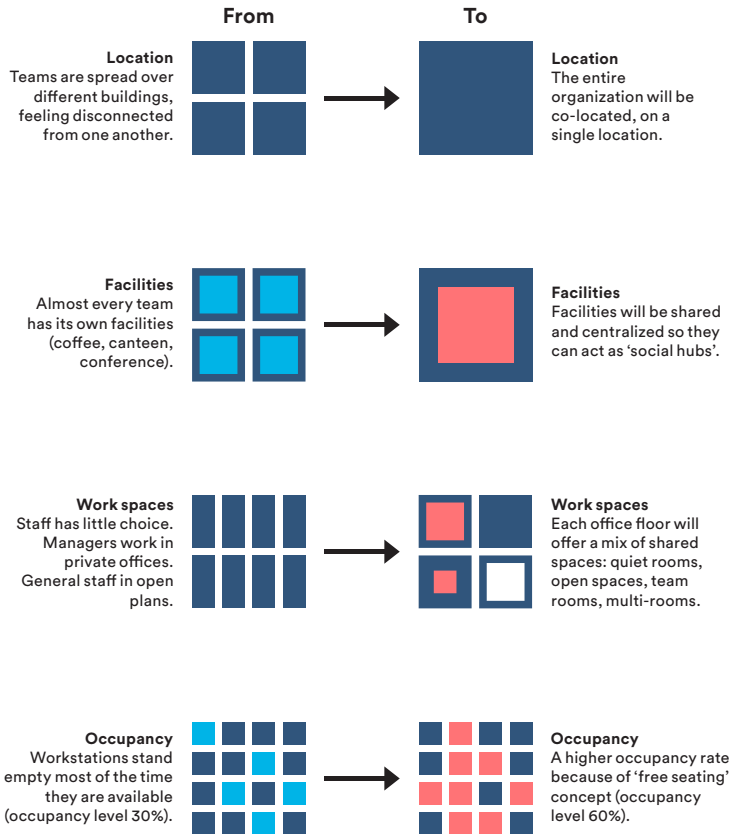 From
To
Location
Teams are spread over
different buildings,
feeling disconnected
from one another.
Location
The entire
organization will be
co-located, on a
single location.
Facilities
Almost every team
has its own facilities
(coffee, canteen,
conference).
Facilities
Facilities will be shared
and centralized so they
can act as ‘social hubs’.
Work spaces
Staff has little choice.
Managers work in
private offices.
General staff in open
plans.
Work spaces
Each office floor will
offer a mix of shared
spaces: quiet rooms,
open spaces, team
rooms, multi-rooms.
Occupancy
Workstations stand
empty most of the time
they are available
(occupancy level 30%).
Occupancy
A higher occupancy rate
because of ‘free seating’
concept (occupancy
level 60%).